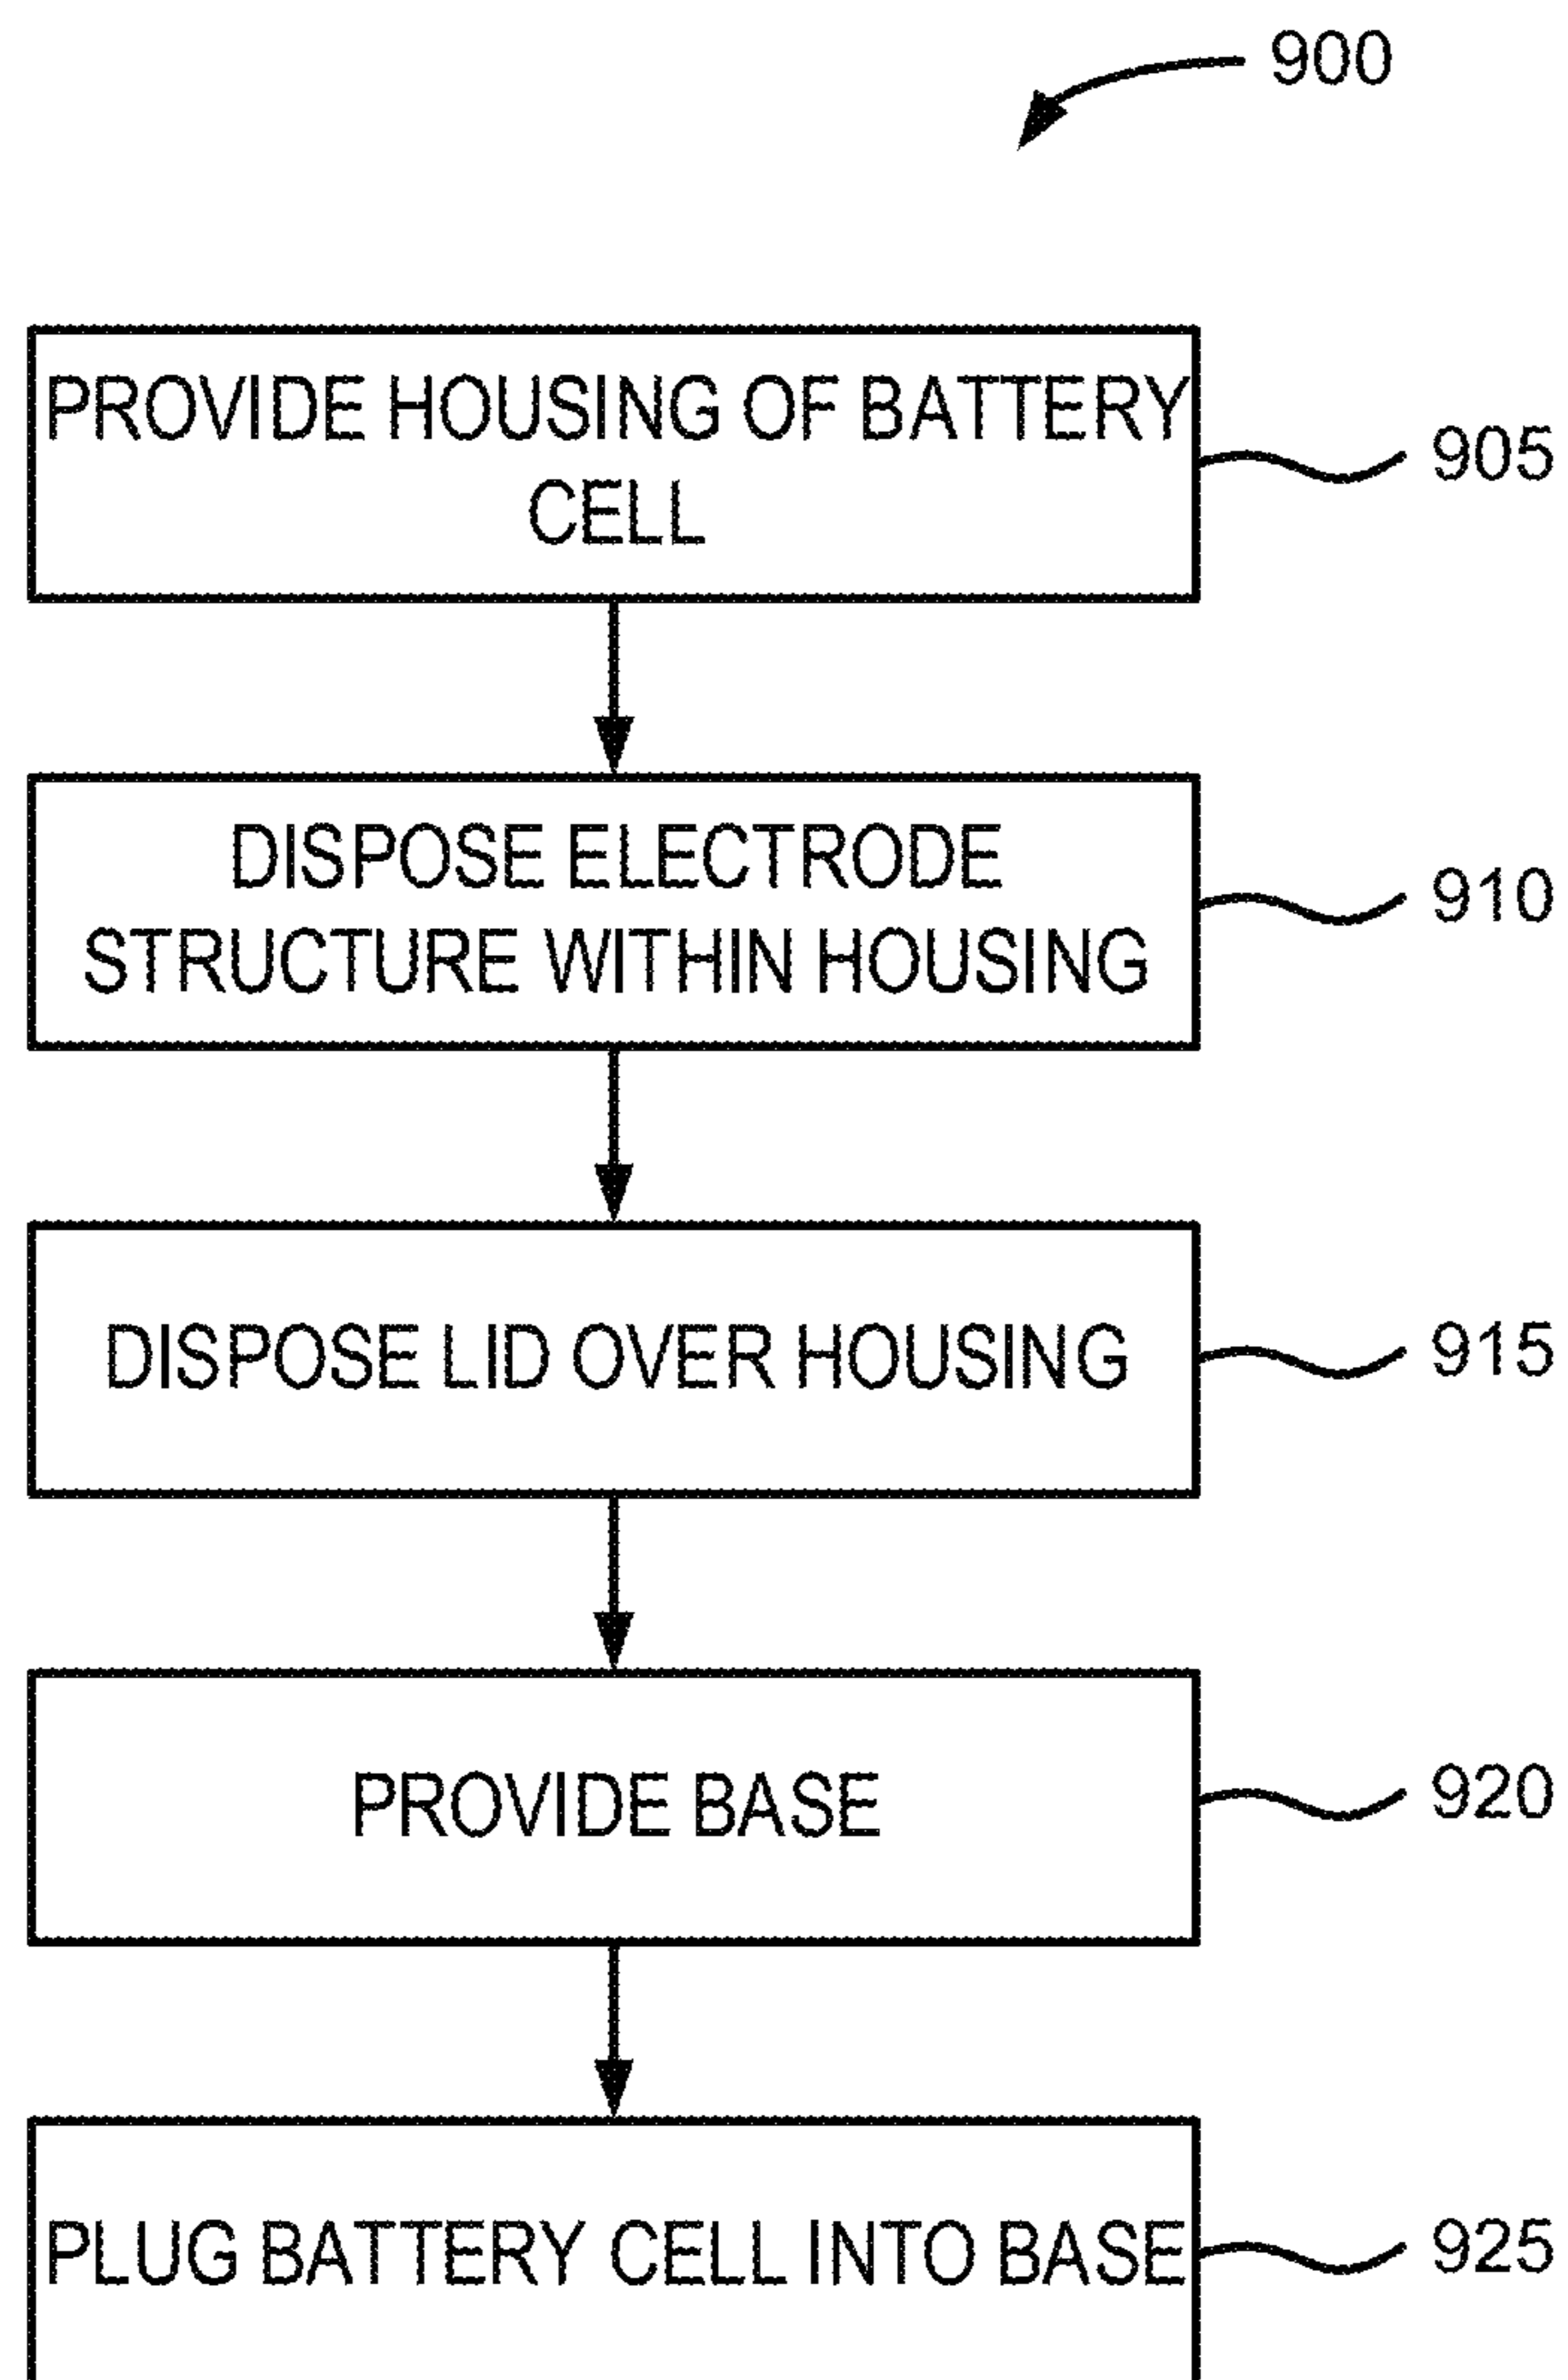 900
PROVIDE HOUSING OF BATTERY
CELL
905
DISPOSE ELECTRODE
STRUCTURE WITHIN HOUSING
910
DISPOSE LID OVER HOUSING
915
PROVIDE BASE
920
PLUG BATTERY CELL INTO BASE
925